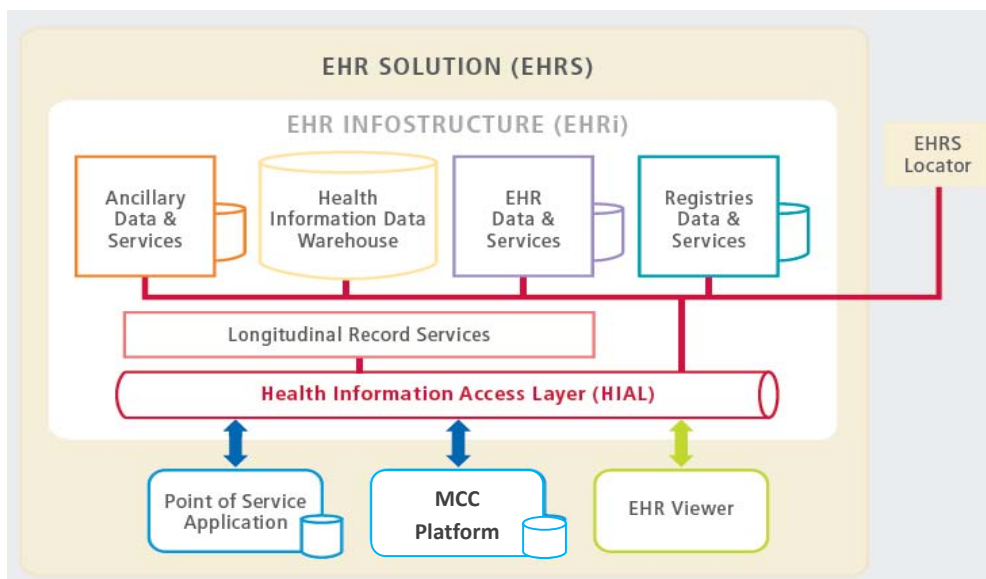 EHR SOLUTION (EHRS)
EHR INFOSTRUCTURE (EHRi)
EHRS
Locator
Ancillary
Data &
Services
Health
Information Data
Warehouse
EHR
Data &
Services
Registries
Data &
Services
Longitudinal Record Services
Health Information Access Layer (HIAL)
Point of Service
Application
MCC
Platform
EHR Viewer